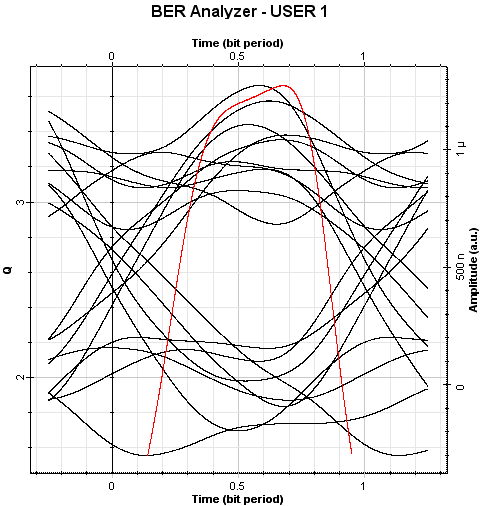 BER Analyzer - USER 1
Time (bit period)
0 0.5 1
1 µ
3
500 n
Q
Amplitude (a.u.)
2
0
0 0.5 1
Time (bit period)